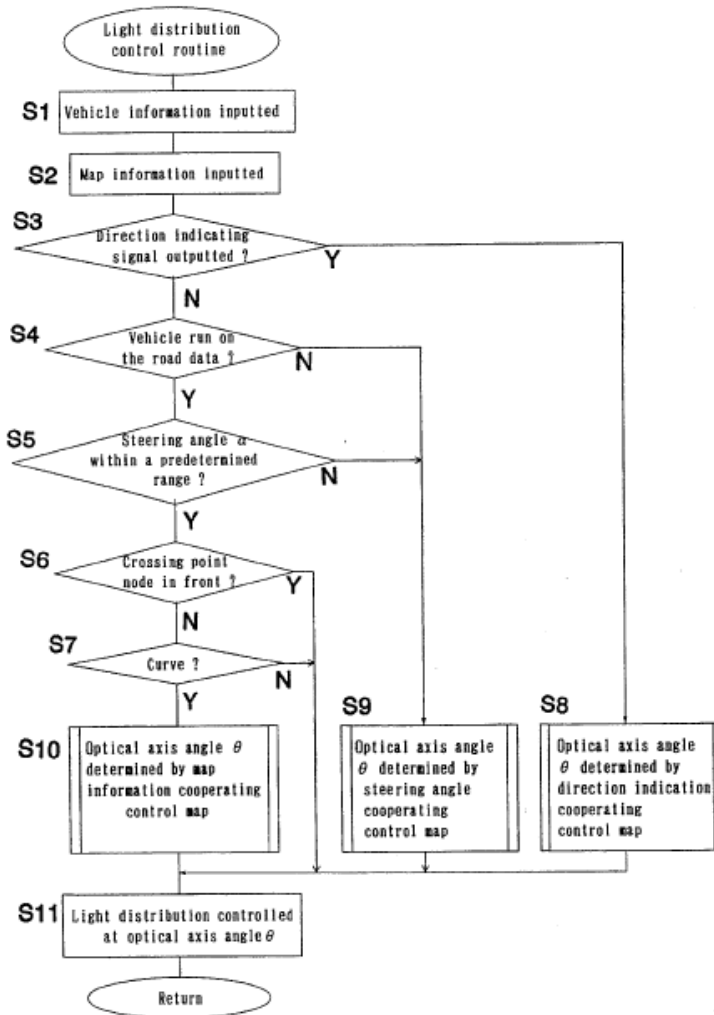 Light distribution
control routine
S1
Vehicle information inputted
S2
Map information inputted
S3
Direction indicating
signal outputted ?
Y
N
S4
Vehicle run on
the road data ?
N
Y
S5
Steering angle α
within a predetermined
range ?
N
Y
S6
Crossing point
node in front ?
Y
N
S7
Curve ?
N
Y
S10
Optical axis angle θ
determined by map
information cooperating
control map
S9
Optical axis angle
θ determined by
steering angle
cooperating
control map
S8
Optical axis angle
θ determined by
direction indication
cooperating
control map
S11
Light distribution controlled
at optical axis angle θ
Return